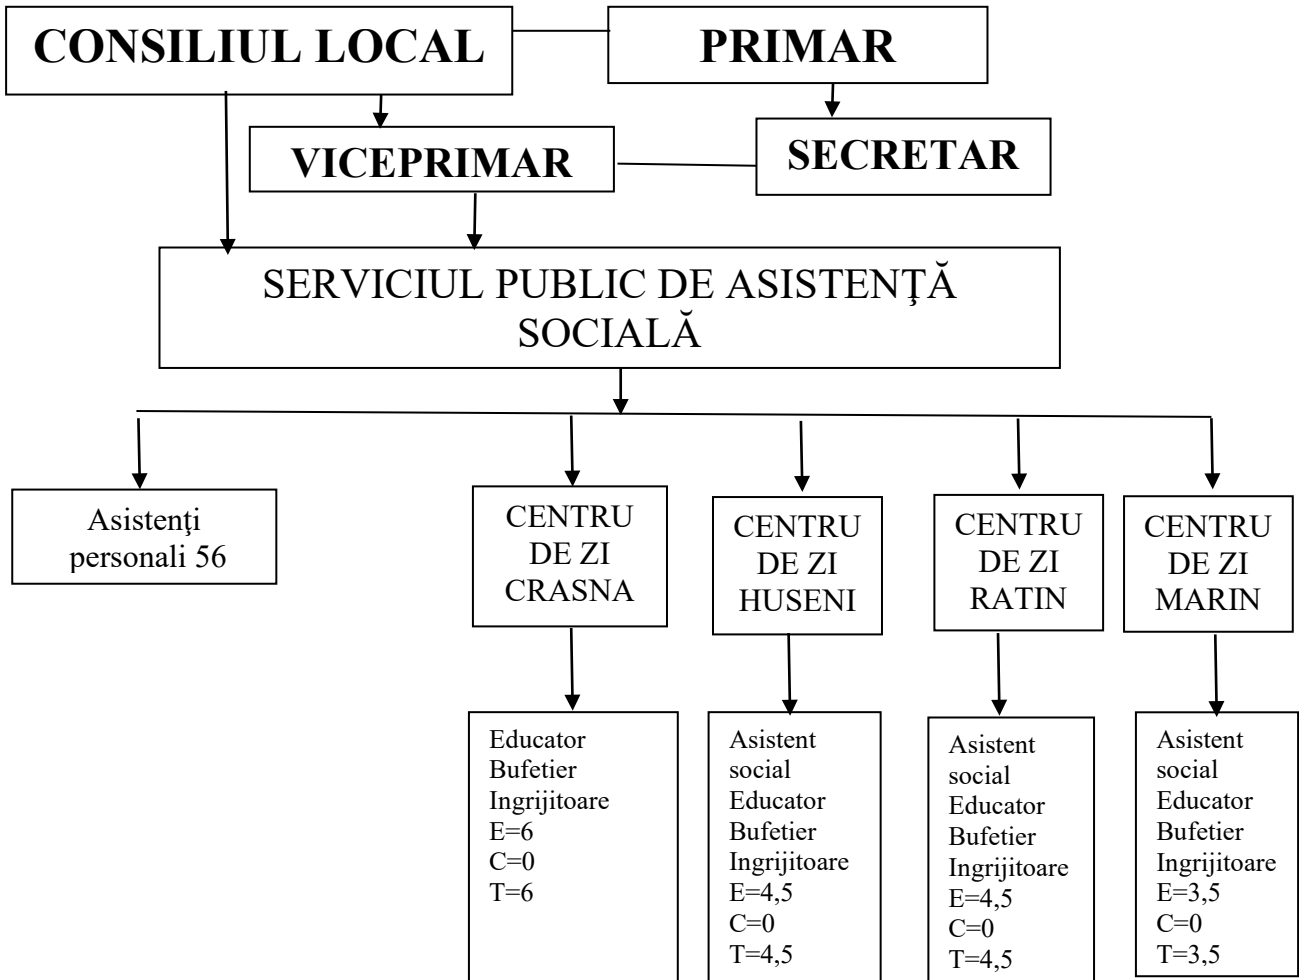 CONSILIUL LOCAL
PRIMAR
VICEPRIMAR
SECRETAR
SERVICIUL PUBLIC DE ASISTENŢĂ
SOCIALĂ
Asistenţi
personali 56
CENTRU
DE ZI
CRASNA
CENTRU
DE ZI
HUSENI
CENTRU
DE ZI
RATIN
CENTRU
DE ZI
MARIN
Educator
Bufetier
Ingrijitoare
E=6
C=0
T=6
Asistent
social
Educator
Bufetier
Ingrijitoare
E=4,5
C=0
T=4,5
Asistent
social
Educator
Bufetier
Ingrijitoare
E=4,5
C=0
T=4,5
Asistent
social
Educator
Bufetier
Ingrijitoare
E=3,5
C=0
T=3,5